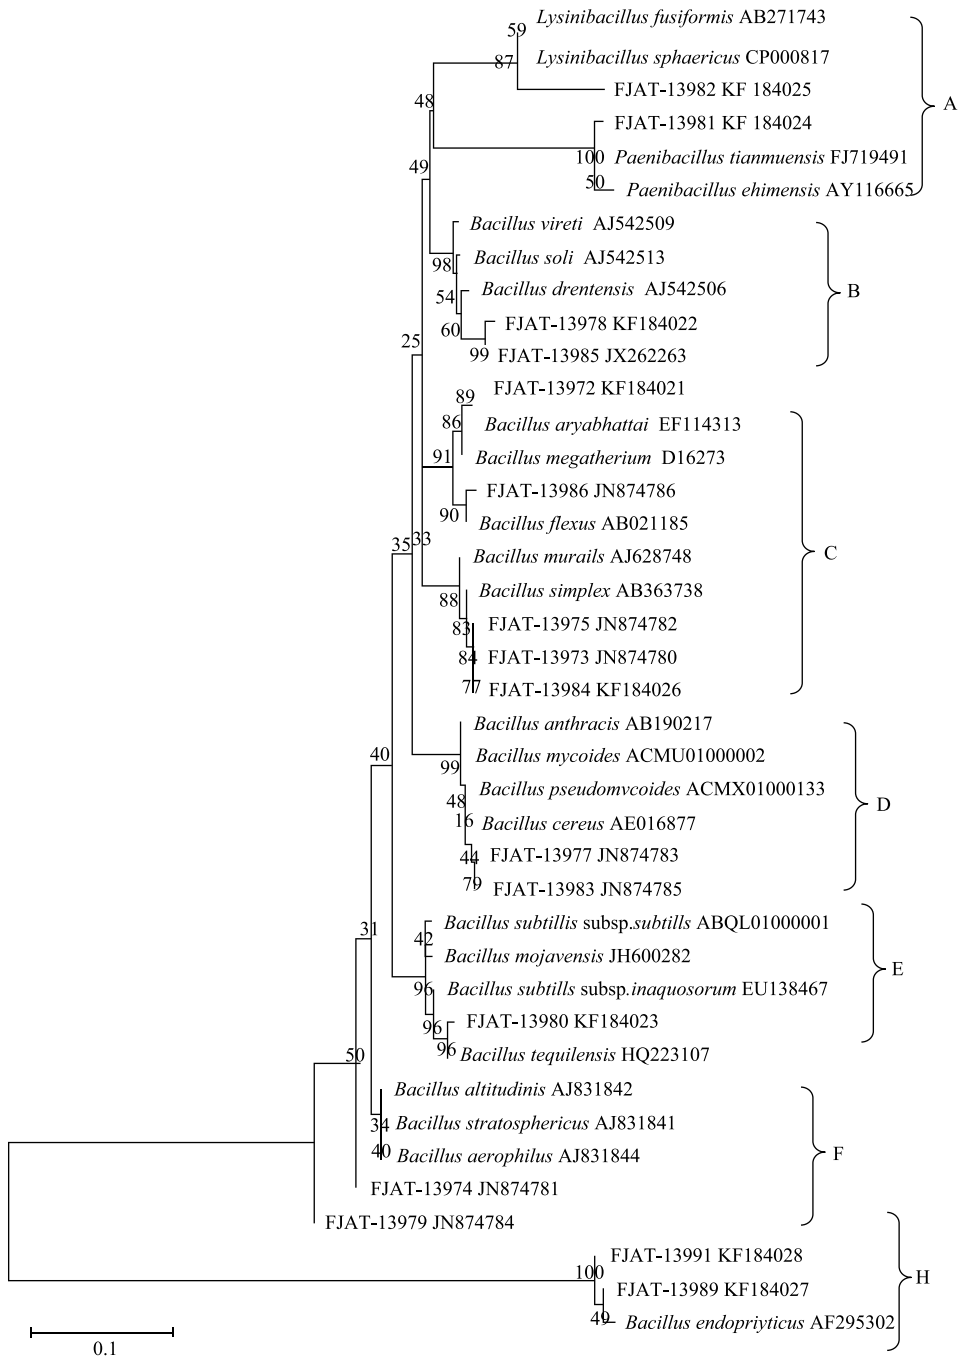 Lysinibacillus fusiformis AB271743
59
Lysinibacillus sphaericus CP000817
87
FJAT-13982 KF 184025
48
A
FJAT-13981 KF 184024
100
Paenibacillus tianmuensis FJ719491
49
50
Paenibacillus ehimensis AY116665
Bacillus vireti AJ542509
98
Bacillus soli AJ542513
54
Bacillus drentensis AJ542506
B
60
FJAT-13978 KF184022
25
99
FJAT-13985 JX262263
FJAT-13972 KF184021
89
86
Bacillus aryabhattai EF114313
91
Bacillus megatherium D16273
FJAT-13986 JN874786
90
Bacillus flexus AB021185
35
33
C
Bacillus murails AJ628748
88
Bacillus simplex AB363738
83
FJAT-13975 JN874782
84
FJAT-13973 JN874780
77
FJAT-13984 KF184026
Bacillus anthracis AB190217
40
99
Bacillus mycoides ACMU01000002
48
Bacillus pseudomvcoides ACMX01000133
D
16
Bacillus cereus AE016877
44
FJAT-13977 JN874783
79
FJAT-13983 JN874785
31
Bacillus subtillis subsp.subtills ABQL01000001
42
Bacillus mojavensis JH600282
E
96
Bacillus subtills subsp.inaquosorum EU138467
96
FJAT-13980 KF184023
50
96
Bacillus tequilensis HQ223107
Bacillus altitudinis AJ831842
34
Bacillus stratosphericus AJ831841
40
Bacillus aerophilus AJ831844
F
FJAT-13974 JN874781
FJAT-13979 JN874784
FJAT-13991 KF184028
100
H
FJAT-13989 KF184027
49
Bacillus endopriyticus AF295302
0.1